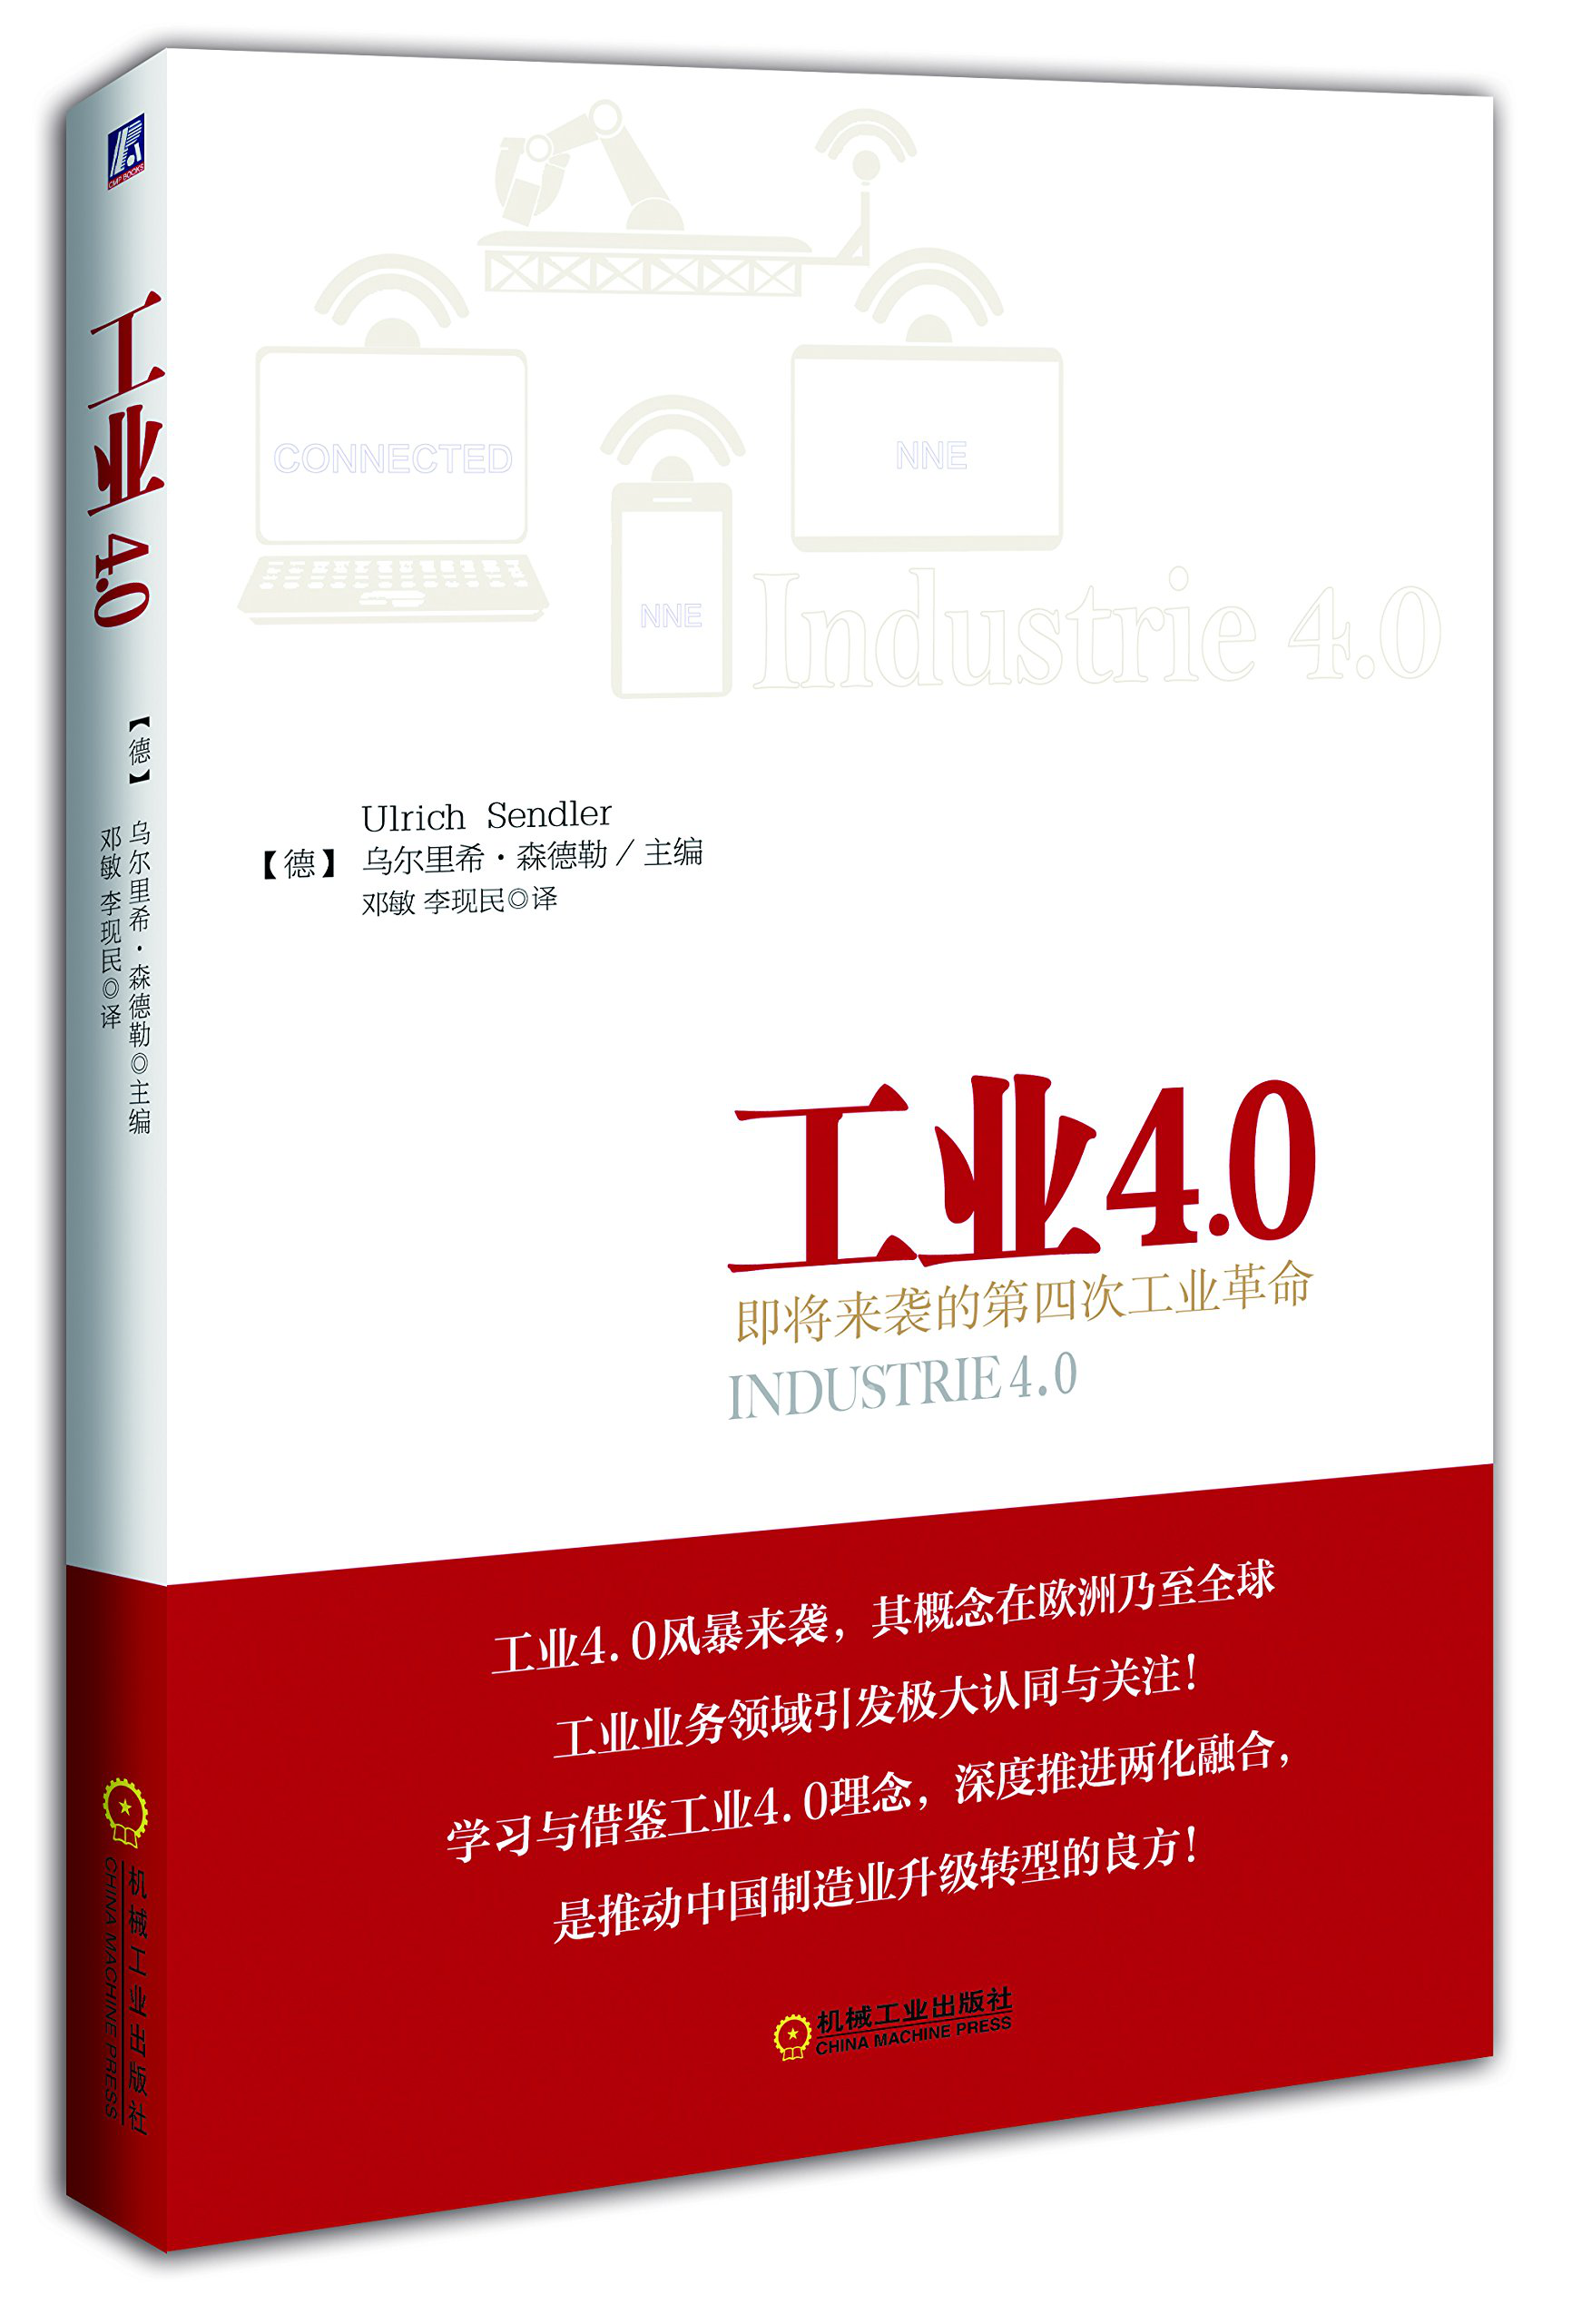 CMP BOOKS
工业4.0
【德】 乌尔里希·森德勒◎主编
邓敏 李现民◎译
机械工业出版社
CHINA MACHINE PRESS
CONNECTED
NNE
NNE
Industrie 4.0
Ulrich Sendler
【德】 乌尔里希·森德勒／主编
邓敏 李现民◎译
工业4.0
即将来袭的第四次工业革命
INDUSTRIE 4.0
工业4.0风暴来袭，其概念在欧洲乃至全球
工业业务领域引发极大认同与关注！
学习与借鉴工业4.0理念，深度推进两化融合，
是推动中国制造业升级转型的良方！
机械工业出版社
CHINA MACHINE PRESS